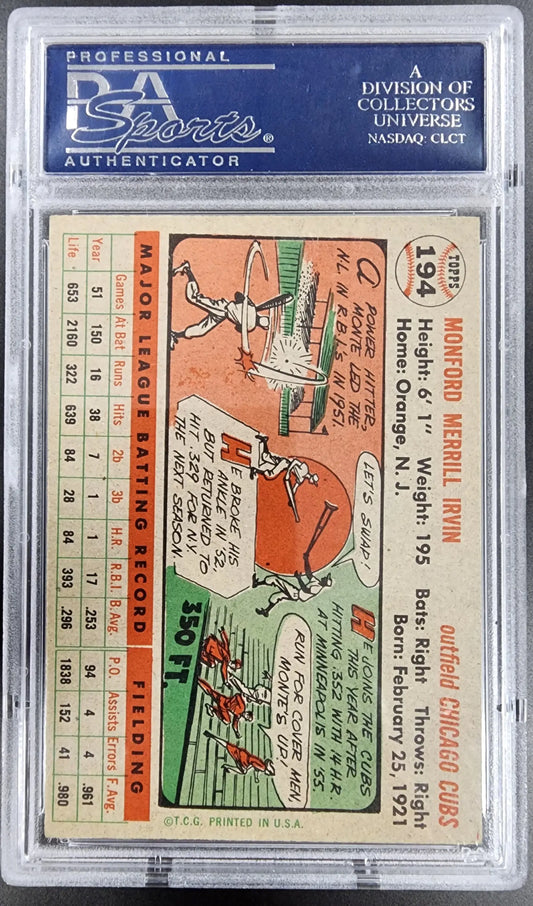 PROFESSIONAL
PSA
Sports®
AUTHENTICATOR
A
DIVISION OF
COLLECTORS
UNIVERSE
NASDAQ: CLCT
TOPPS
194
MONFORD MERRILL IRVIN
outfield CHICAGO CUBS
Height: 6' 1" Weight: 195 Bats: Right Throws: Right
Home: Orange, N. J. Born: February 25, 1921
A POWER HITTER,
MONTE LED THE
N.L. IN R.B.I.'S IN 1951.
LET'S SWAP!
HE BROKE HIS
ANKLE IN '52,
BUT RETURNED TO
HIT .329 FOR N.Y.
THE NEXT SEASON.
HE JOINS THE CUBS
THIS YEAR AFTER
HITTING .352 WITH 14 H.R.
AT MINNEAPOLIS IN '55.
RUN FOR COVER MEN,
MONTE'S UP!
350 FT.
MAJOR LEAGUE BATTING RECORD FIELDING
Games At Bat Runs Hits 2b 3b H.R. R.B.I. B. Avg. P.O. Assists Errors F. Avg.
Year 51 150 16 38 7 1 1 17 .253 94 4 4 .961
Life 653 2160 322 639 84 28 84 393 .296 1838 152 41 .980
©T.C.G. PRINTED IN U.S.A.